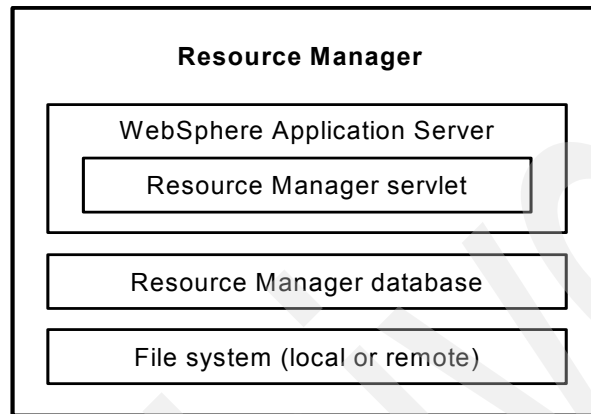 Resource Manager
WebSphere Application Server
Resource Manager servlet
Resource Manager database
File system (local or remote)